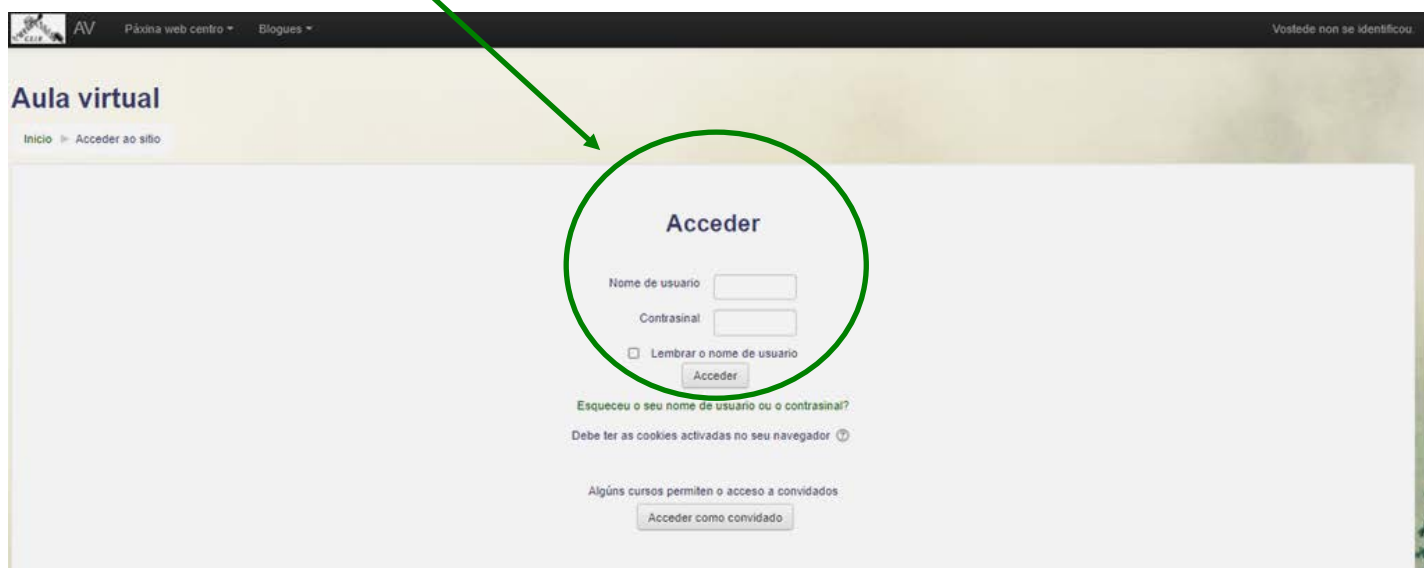 AV Páxina web centro Blogues Vostede non se identificou.
Aula virtual
Inicio Acceder ao sitio
Acceder
Nome de usuario
Contrasinal
Lembrar o nome de usuario
Acceder
Esqueceu o seu nome de usuario ou o contrasinal?
Debe ter as cookies activadas no seu navegador
Algúns cursos permiten o acceso a convidados
Acceder como convidado